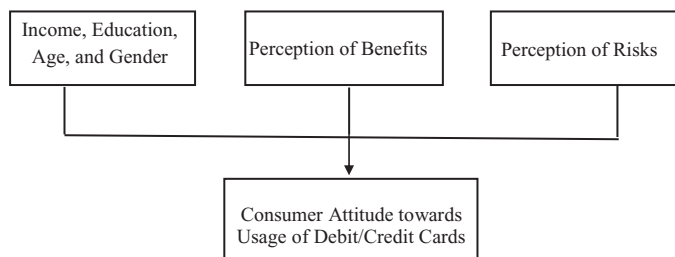 Income, Education,
Age, and Gender
Perception of Benefits
Perception of Risks
Consumer Attitude towards
Usage of Debit/Credit Cards